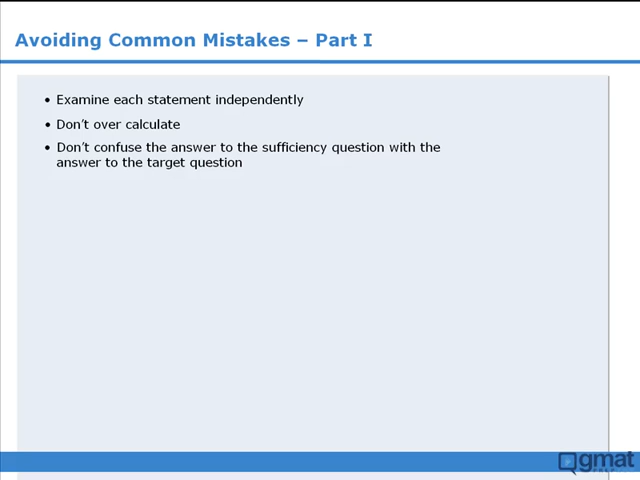 Avoiding Common Mistakes – Part I
• Examine each statement independently
• Don't over calculate
• Don't confuse the answer to the sufficiency question with the
answer to the target question
gmat